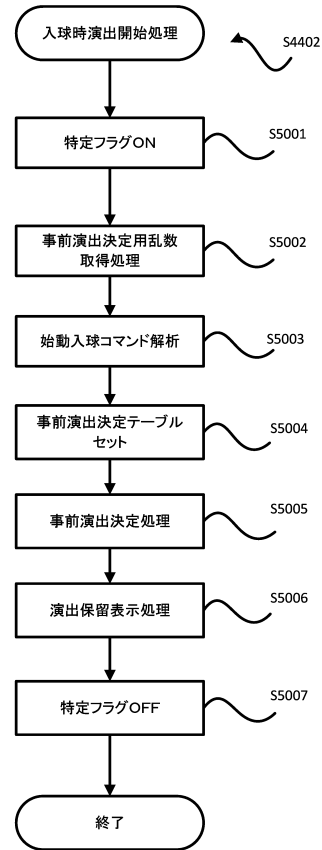 入球時演出開始処理
S4402
特定フラグON
S5001
事前演出決定用乱数
取得処理
S5002
始動入球コマンド解析
S5003
事前演出決定テーブル
セット
S5004
事前演出決定処理
S5005
演出保留表示処理
S5006
特定フラグOFF
S5007
終了